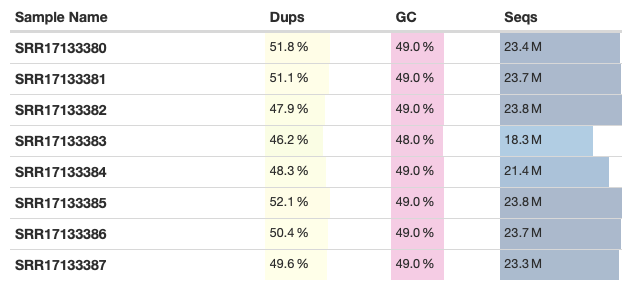 Sample Name Dups GC Seqs
SRR17133380 51.8 % 49.0 % 23.4 M
SRR17133381 51.1 % 49.0 % 23.7 M
SRR17133382 47.9 % 49.0 % 23.8 M
SRR17133383 46.2 % 48.0 % 18.3 M
SRR17133384 48.3 % 49.0 % 21.4 M
SRR17133385 52.1 % 49.0 % 23.8 M
SRR17133386 50.4 % 49.0 % 23.7 M
SRR17133387 49.6 % 49.0 % 23.3 M